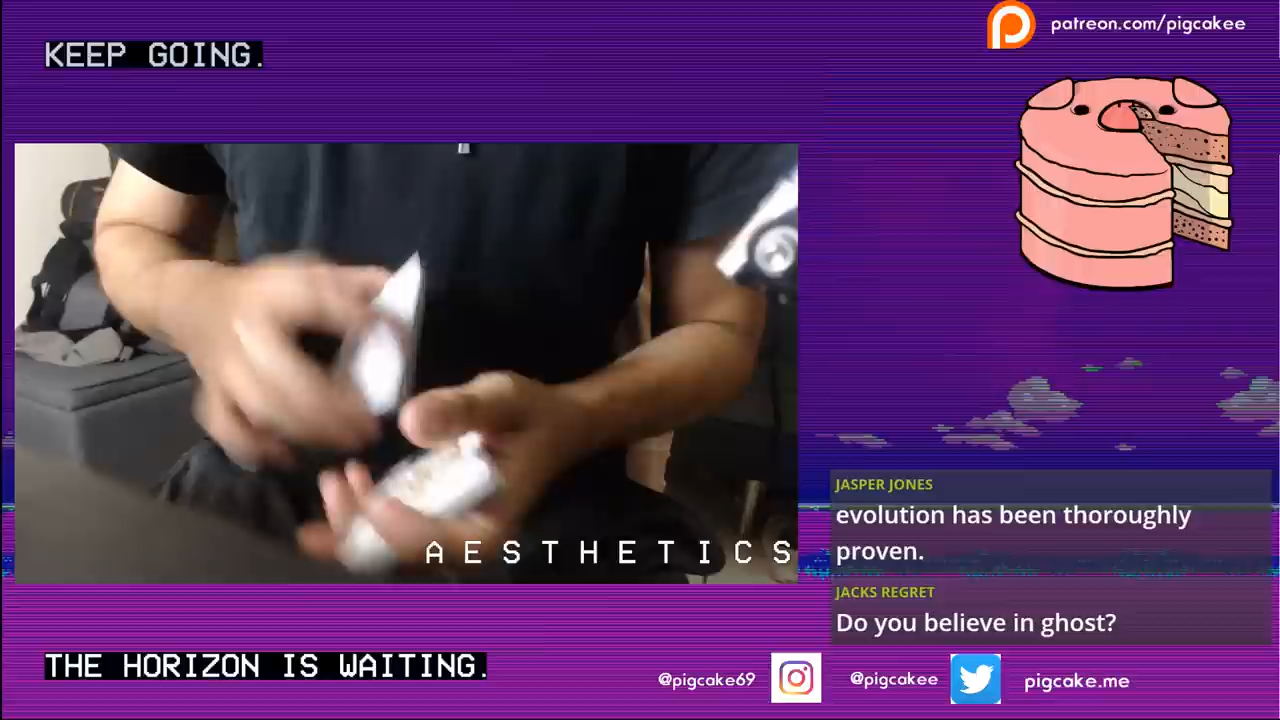 KEEP GOING.
patreon.com/pigcakee
A E S T H E T I C S
JASPER JONES
evolution has been thoroughly
proven.
JACKS REGRET
Do you believe in ghost?
THE HORIZON IS WAITING.
@pigcake69
@pigcakee
pigcake.me